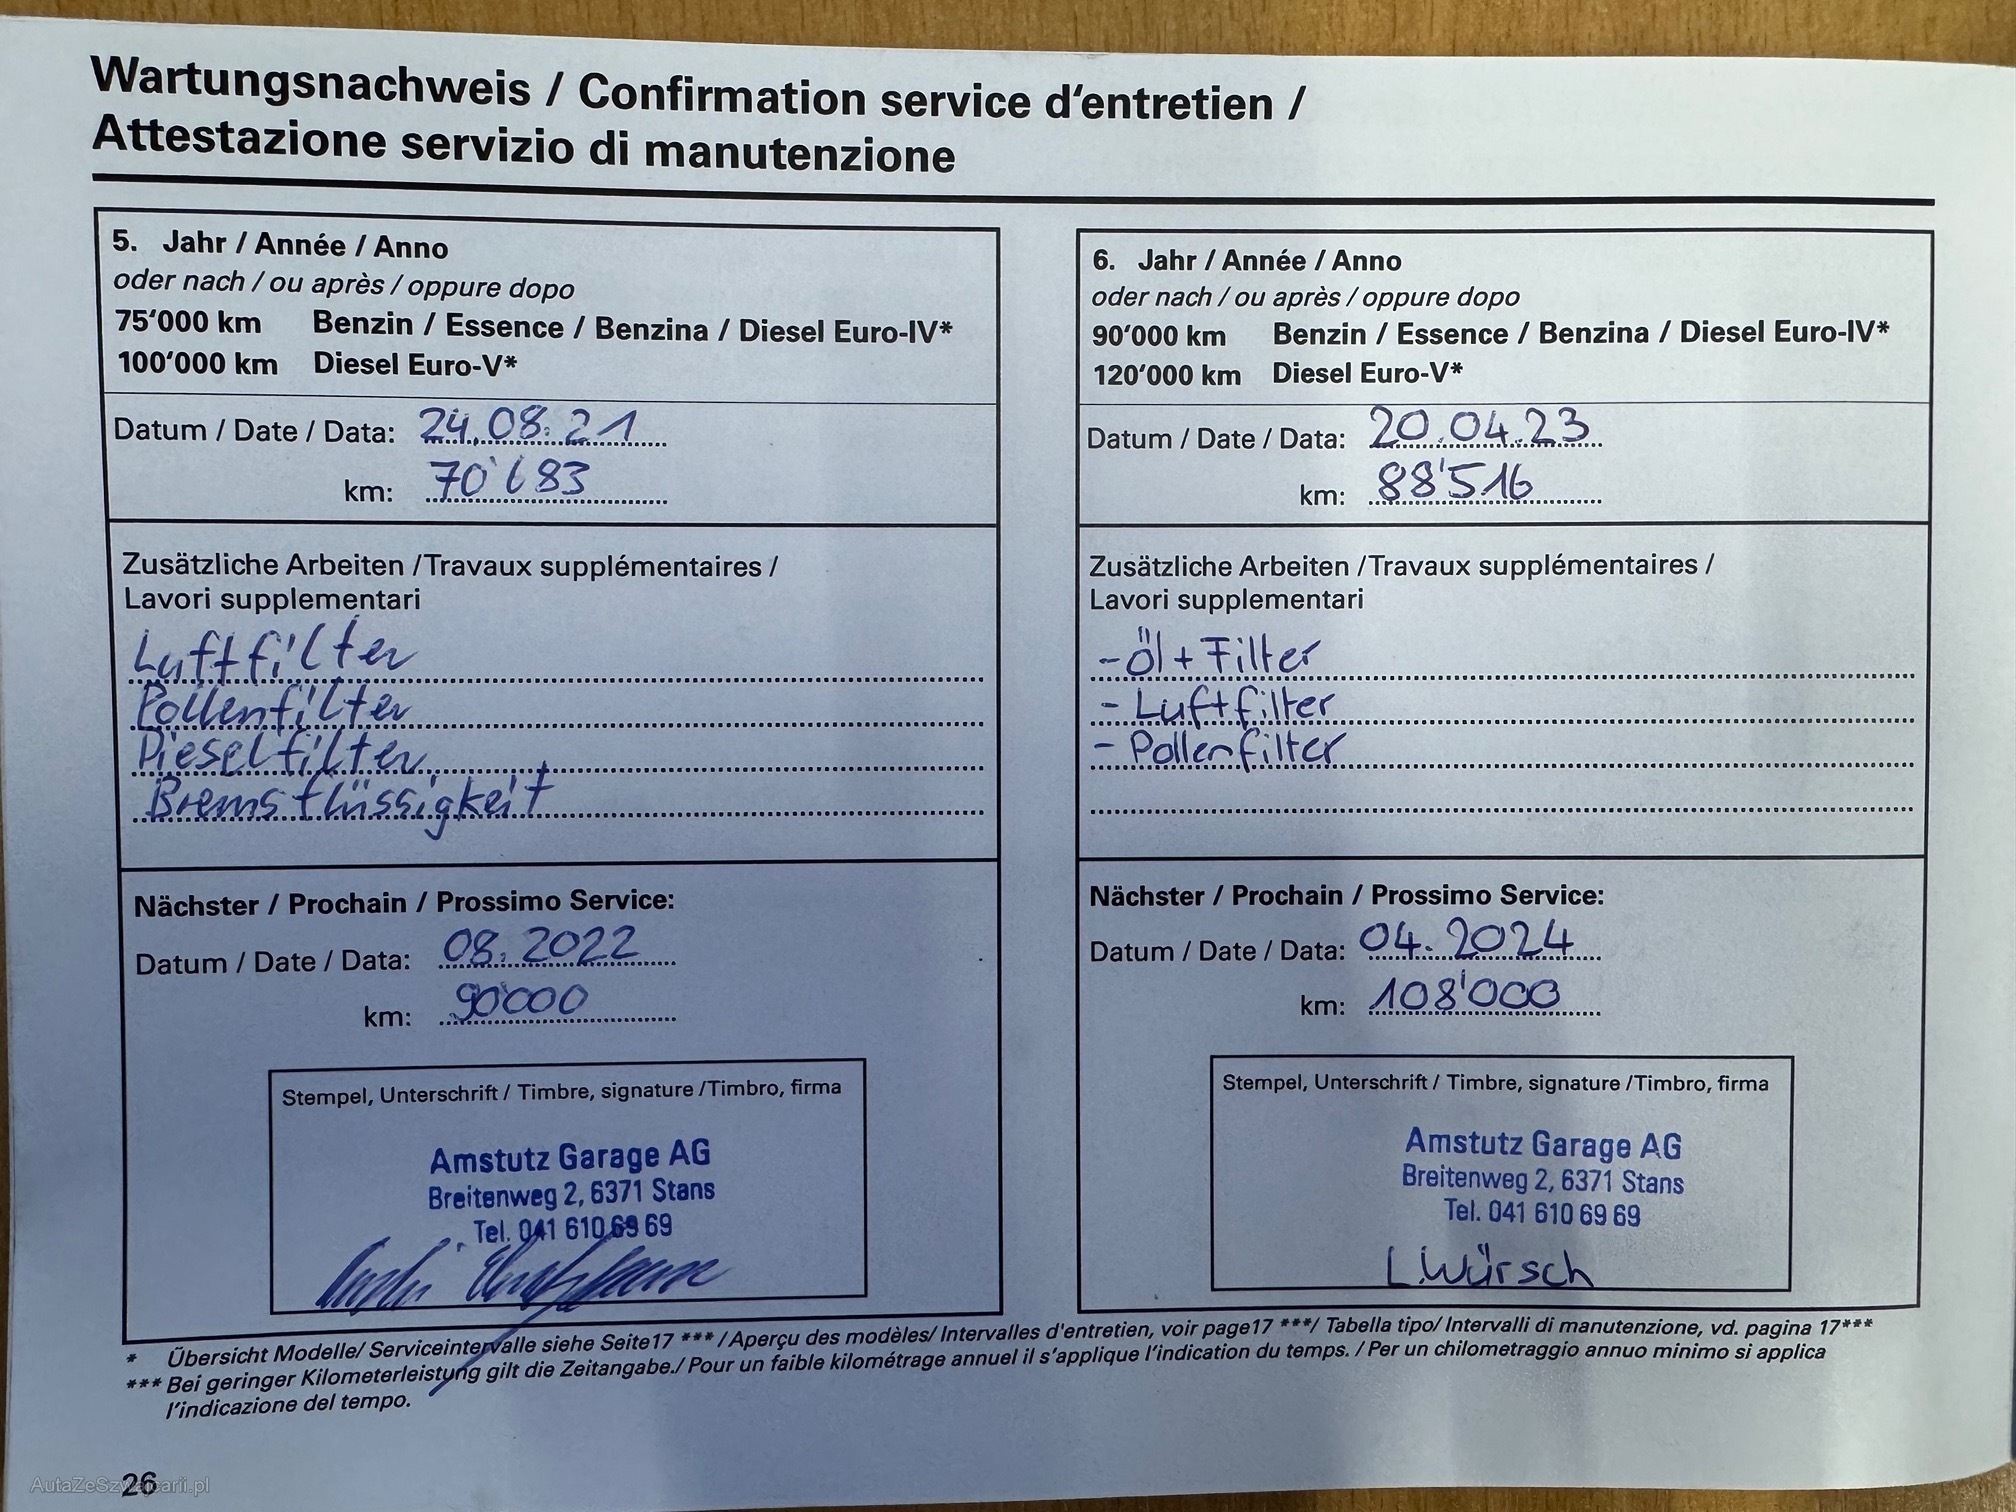 Wartungsnachweis / Confirmation service d‘entretien /
Attestazione servizio di manutenzione
5. Jahr / Année / Anno
oder nach / ou après / oppure dopo
75‘000 km Benzin / Essence / Benzina / Diesel Euro-IV*
100‘000 km Diesel Euro-V*
Datum / Date / Data: 24.08.21
km: 70'683
Zusätzliche Arbeiten / Travaux supplémentaires /
Lavori supplementari
Luftfilter
Pollenfilter
Dieselfilter
Bremsflüssigkeit
Nächster / Prochain / Prossimo Service:
Datum / Date / Data: 08.2022
km: 90'000
Stempel, Unterschrift / Timbre, signature / Timbro, firma
Amstutz Garage AG
Breitenweg 2, 6371 Stans
Tel. 041 610 69 69
6. Jahr / Année / Anno
oder nach / ou après / oppure dopo
90‘000 km Benzin / Essence / Benzina / Diesel Euro-IV*
120‘000 km Diesel Euro-V*
Datum / Date / Data: 20.04.23
km: 88'516
Zusätzliche Arbeiten / Travaux supplémentaires /
Lavori supplementari
- Öl + Filter
- Luftfilter
- Pollenfilter
Nächster / Prochain / Prossimo Service:
Datum / Date / Data: 04.2024
km: 108'000
Stempel, Unterschrift / Timbre, signature / Timbro, firma
Amstutz Garage AG
Breitenweg 2, 6371 Stans
Tel. 041 610 69 69
L.Würsch
* Übersicht Modelle/ Serviceintervalle siehe Seite17 *** / Aperçu des modèles/ Intervalles d'entretien, voir page17 ***/ Tabella tipo/ Intervalli di manutenzione, vd. pagina 17***
*** Bei geringer Kilometerleistung gilt die Zeitangabe./ Pour un faible kilométrage annuel il s‘applique l‘indication du temps. / Per un chilometraggio annuo minimo si applica
l‘indicazione del tempo.
26
AutaZeSzwajcarii.pl